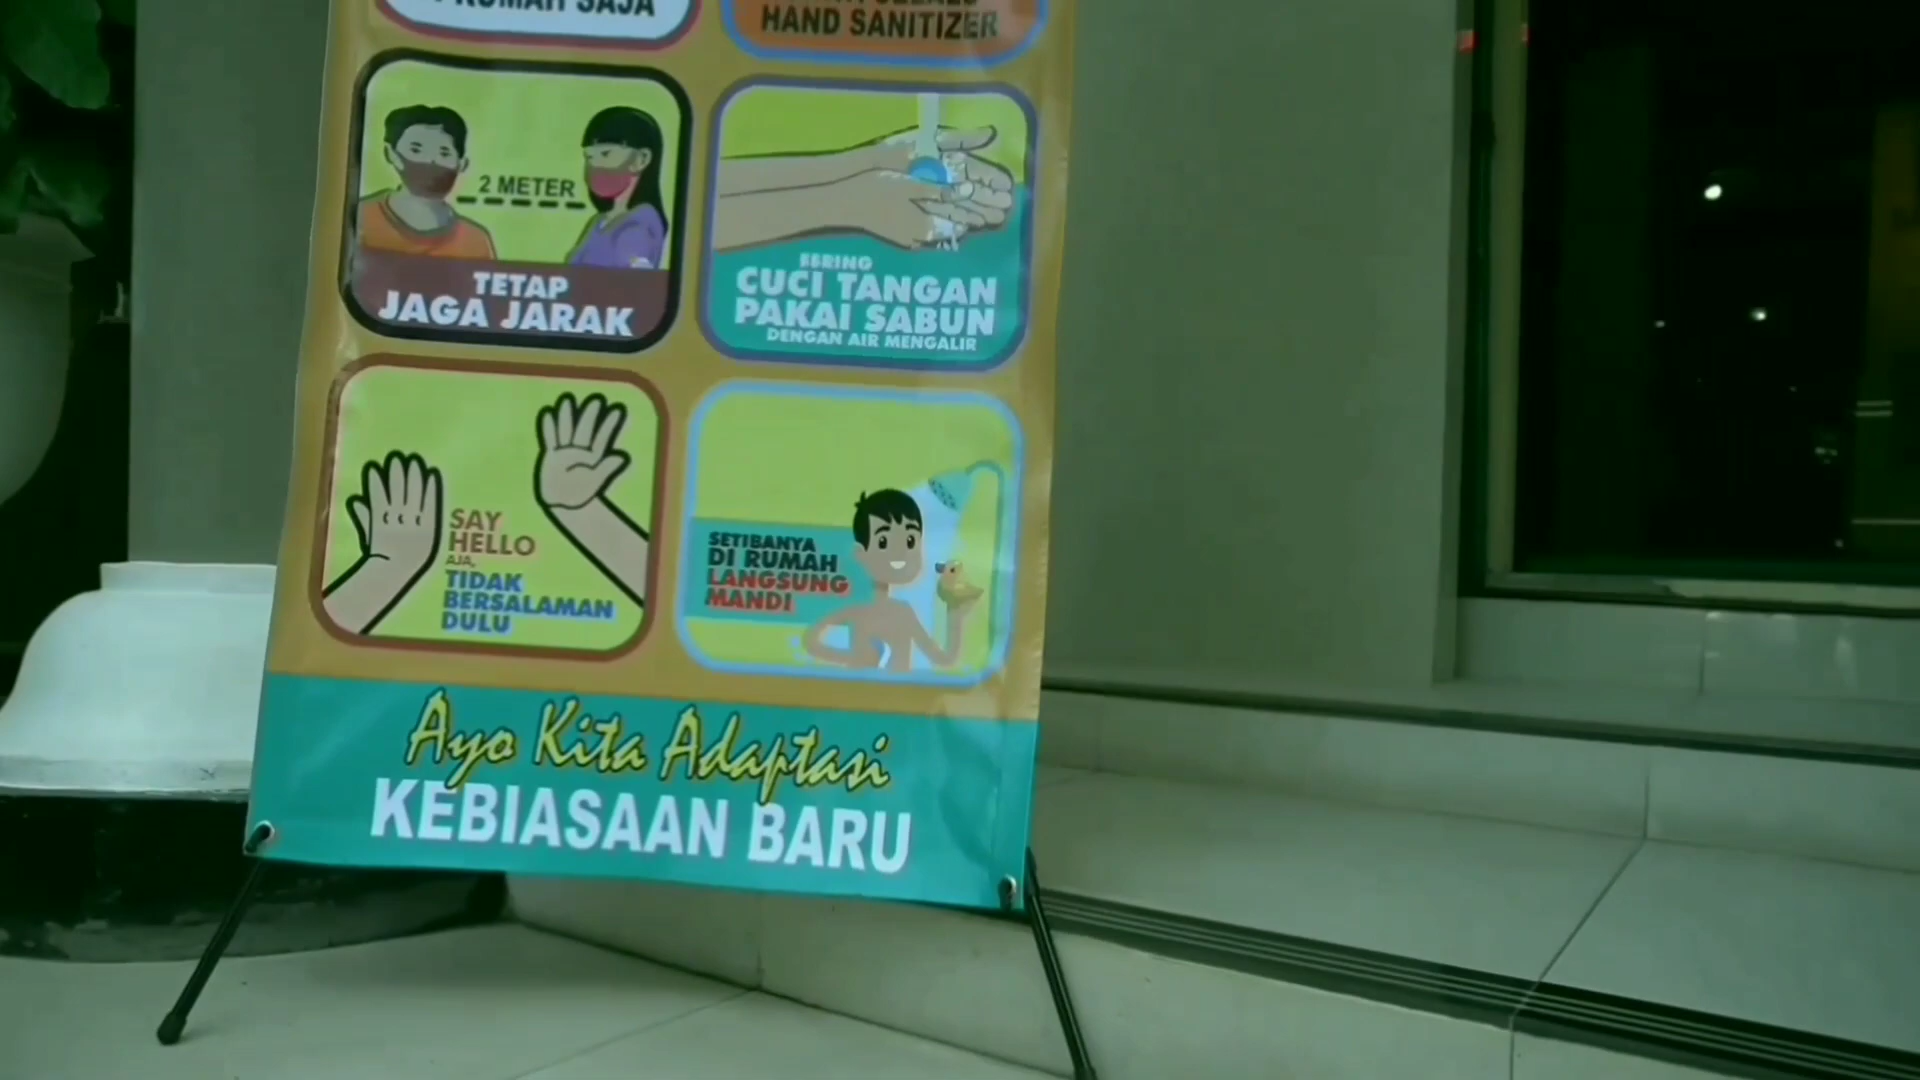 RUMAH SAJA
HAND SANITIZER
2 METER
TETAP
JAGA JARAK
SERING
CUCI TANGAN
PAKAI SABUN
DENGAN AIR MENGALIR
SAY
HELLO
AJA,
TIDAK
BERSALAMAN
DULU
SETIBANYA
DI RUMAH
LANGSUNG
MANDI
Ayo Kita Adaptasi
KEBIASAAN BARU